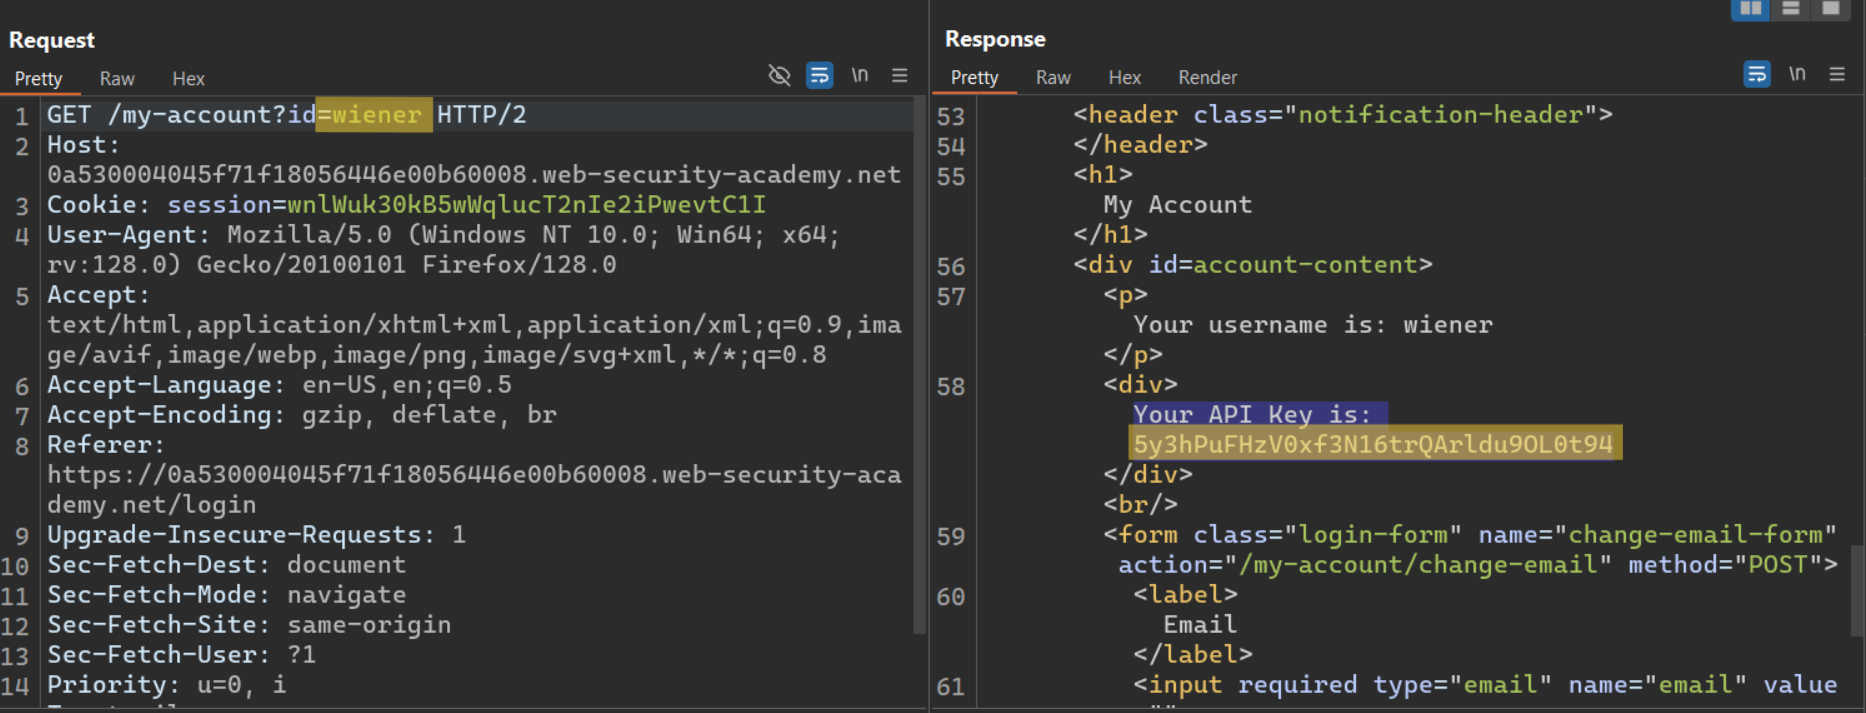 Request
Pretty Raw Hex \n
1 GET /my-account?id=wiener HTTP/2
2 Host:
0a530004045f71f18056446e00b60008.web-security-academy.net
3 Cookie: session=wnlWuk30kB5wWqlucT2nIe2iPwevtC1I
4 User-Agent: Mozilla/5.0 (Windows NT 10.0; Win64; x64;
rv:128.0) Gecko/20100101 Firefox/128.0
5 Accept:
text/html,application/xhtml+xml,application/xml;q=0.9,ima
ge/avif,image/webp,image/png,image/svg+xml,*/*;q=0.8
6 Accept-Language: en-US,en;q=0.5
7 Accept-Encoding: gzip, deflate, br
8 Referer:
https://0a530004045f71f18056446e00b60008.web-security-aca
demy.net/login
9 Upgrade-Insecure-Requests: 1
10 Sec-Fetch-Dest: document
11 Sec-Fetch-Mode: navigate
12 Sec-Fetch-Site: same-origin
13 Sec-Fetch-User: ?1
14 Priority: u=0, i
Response
Pretty Raw Hex Render \n
53 <header class="notification-header">
54 </header>
55 <h1>
My Account
</h1>
56 <div id=account-content>
57 <p>
Your username is: wiener
</p>
58 <div>
Your API Key is:
5y3hPuFHzV0xf3N16trQArldu9OL0t94
</div>
<br/>
59 <form class="login-form" name="change-email-form"
action="/my-account/change-email" method="POST">
60 <label>
Email
</label>
61 <input required type="email" name="email" value